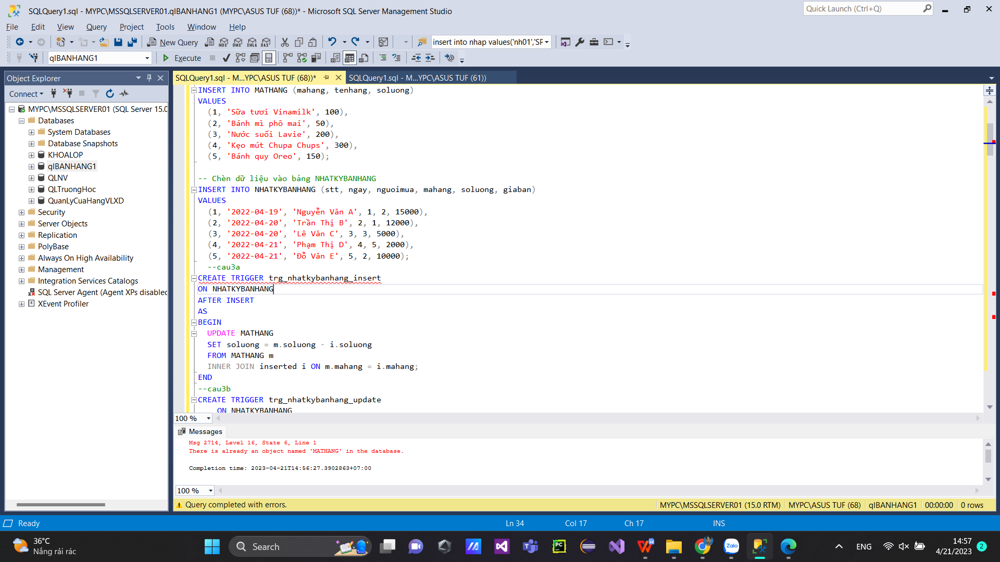 SQLQuery1.sql - MYPC\MSSQLSERVER01.qlBANHANG1 (MYPC\ASUS TUF (68))* - Microsoft SQL Server Management Studio
Quick Launch (Ctrl+Q)
File Edit View Query Project Tools Window Help
New Query
MDX DMX XMLA DAX
insert into nhap values('nh01','SF
qlBANHANG1
Execute
Object Explorer
SQLQuery1.sql - M...YPC\ASUS TUF (68))*
SQLQuery1.sql - M...YPC\ASUS TUF (61))
Connect
MYPC\MSSQLSERVER01 (SQL Server 15.0
Databases
System Databases
Database Snapshots
KHOALOP
qlBANHANG1
QLNV
QLTruongHoc
QuanLyCuaHangVLXD
Security
Server Objects
Replication
PolyBase
Always On High Availability
Management
Integration Services Catalogs
SQL Server Agent (Agent XPs disabled
XEvent Profiler
INSERT INTO MATHANG (mahang, tenhang, soluong)
VALUES
(1, 'Sữa tươi Vinamilk', 100),
(2, 'Bánh mì phô mai', 50),
(3, 'Nước suối Lavie', 200),
(4, 'Kẹo mút Chupa Chups', 300),
(5, 'Bánh quy Oreo', 150);
-- Chèn dữ liệu vào bảng NHATKYBANHANG
INSERT INTO NHATKYBANHANG (stt, ngay, nguoimua, mahang, soluong, giaban)
VALUES
(1, '2022-04-19', 'Nguyễn Văn A', 1, 2, 15000),
(2, '2022-04-20', 'Trần Thị B', 2, 1, 12000),
(3, '2022-04-20', 'Lê Văn C', 3, 3, 5000),
(4, '2022-04-21', 'Phạm Thị D', 4, 5, 2000),
(5, '2022-04-21', 'Đỗ Văn E', 5, 2, 10000);
--cau3a
CREATE TRIGGER trg_nhatkybanhang_insert
ON NHATKYBANHANG
AFTER INSERT
AS
BEGIN
UPDATE MATHANG
SET soluong = m.soluong - i.soluong
FROM MATHANG m
INNER JOIN inserted i ON m.mahang = i.mahang;
END
--cau3b
CREATE TRIGGER trg_nhatkybanhang_update
ON NHATKYBANHANG
100 %
Messages
Msg 2714, Level 16, State 6, Line 1
There is already an object named 'MATHANG' in the database.
Completion time: 2023-04-21T14:56:27.3902863+07:00
100 %
Query completed with errors.
MYPC\MSSQLSERVER01 (15.0 RTM) MYPC\ASUS TUF (68) qlBANHANG1 00:00:00 0 rows
Ready Ln 34 Col 17 Ch 17 INS
36°C
Nắng rải rác
Search
PC
Zalo
ENG
14:57
4/21/2023
2